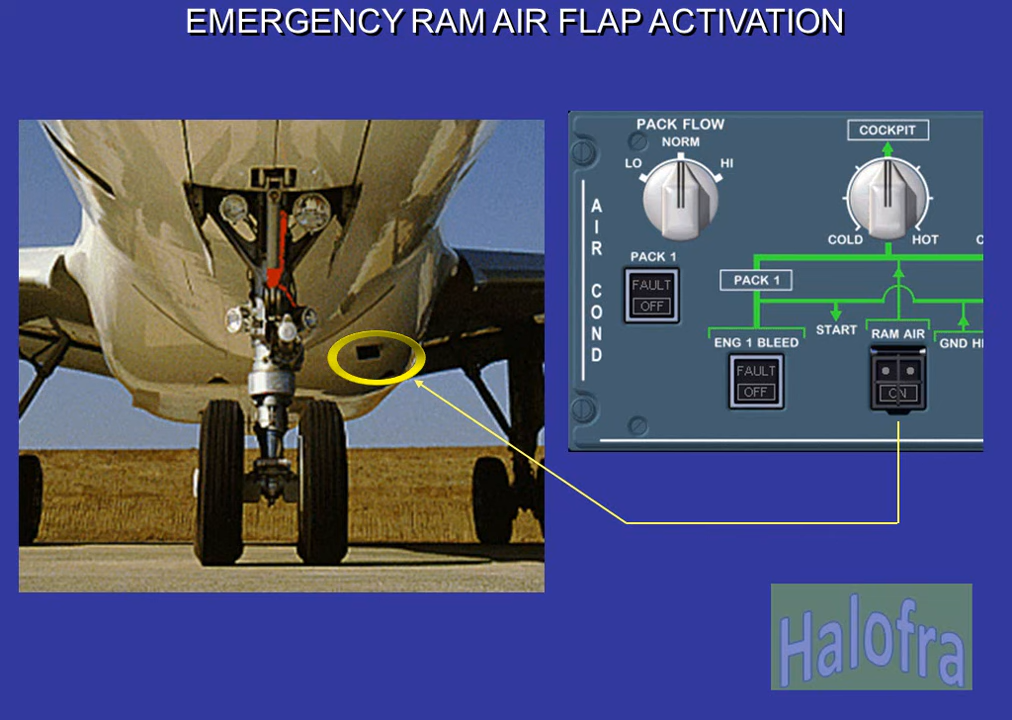 EMERGENCY RAM AIR FLAP ACTIVATION
PACK FLOW
NORM
LO
HI
COCKPIT
COLD
HOT
AIR COND
PACK 1
FAULT
OFF
PACK 1
START
ENG 1 BLEED
FAULT
OFF
RAM AIR
ON
GND
Halofra